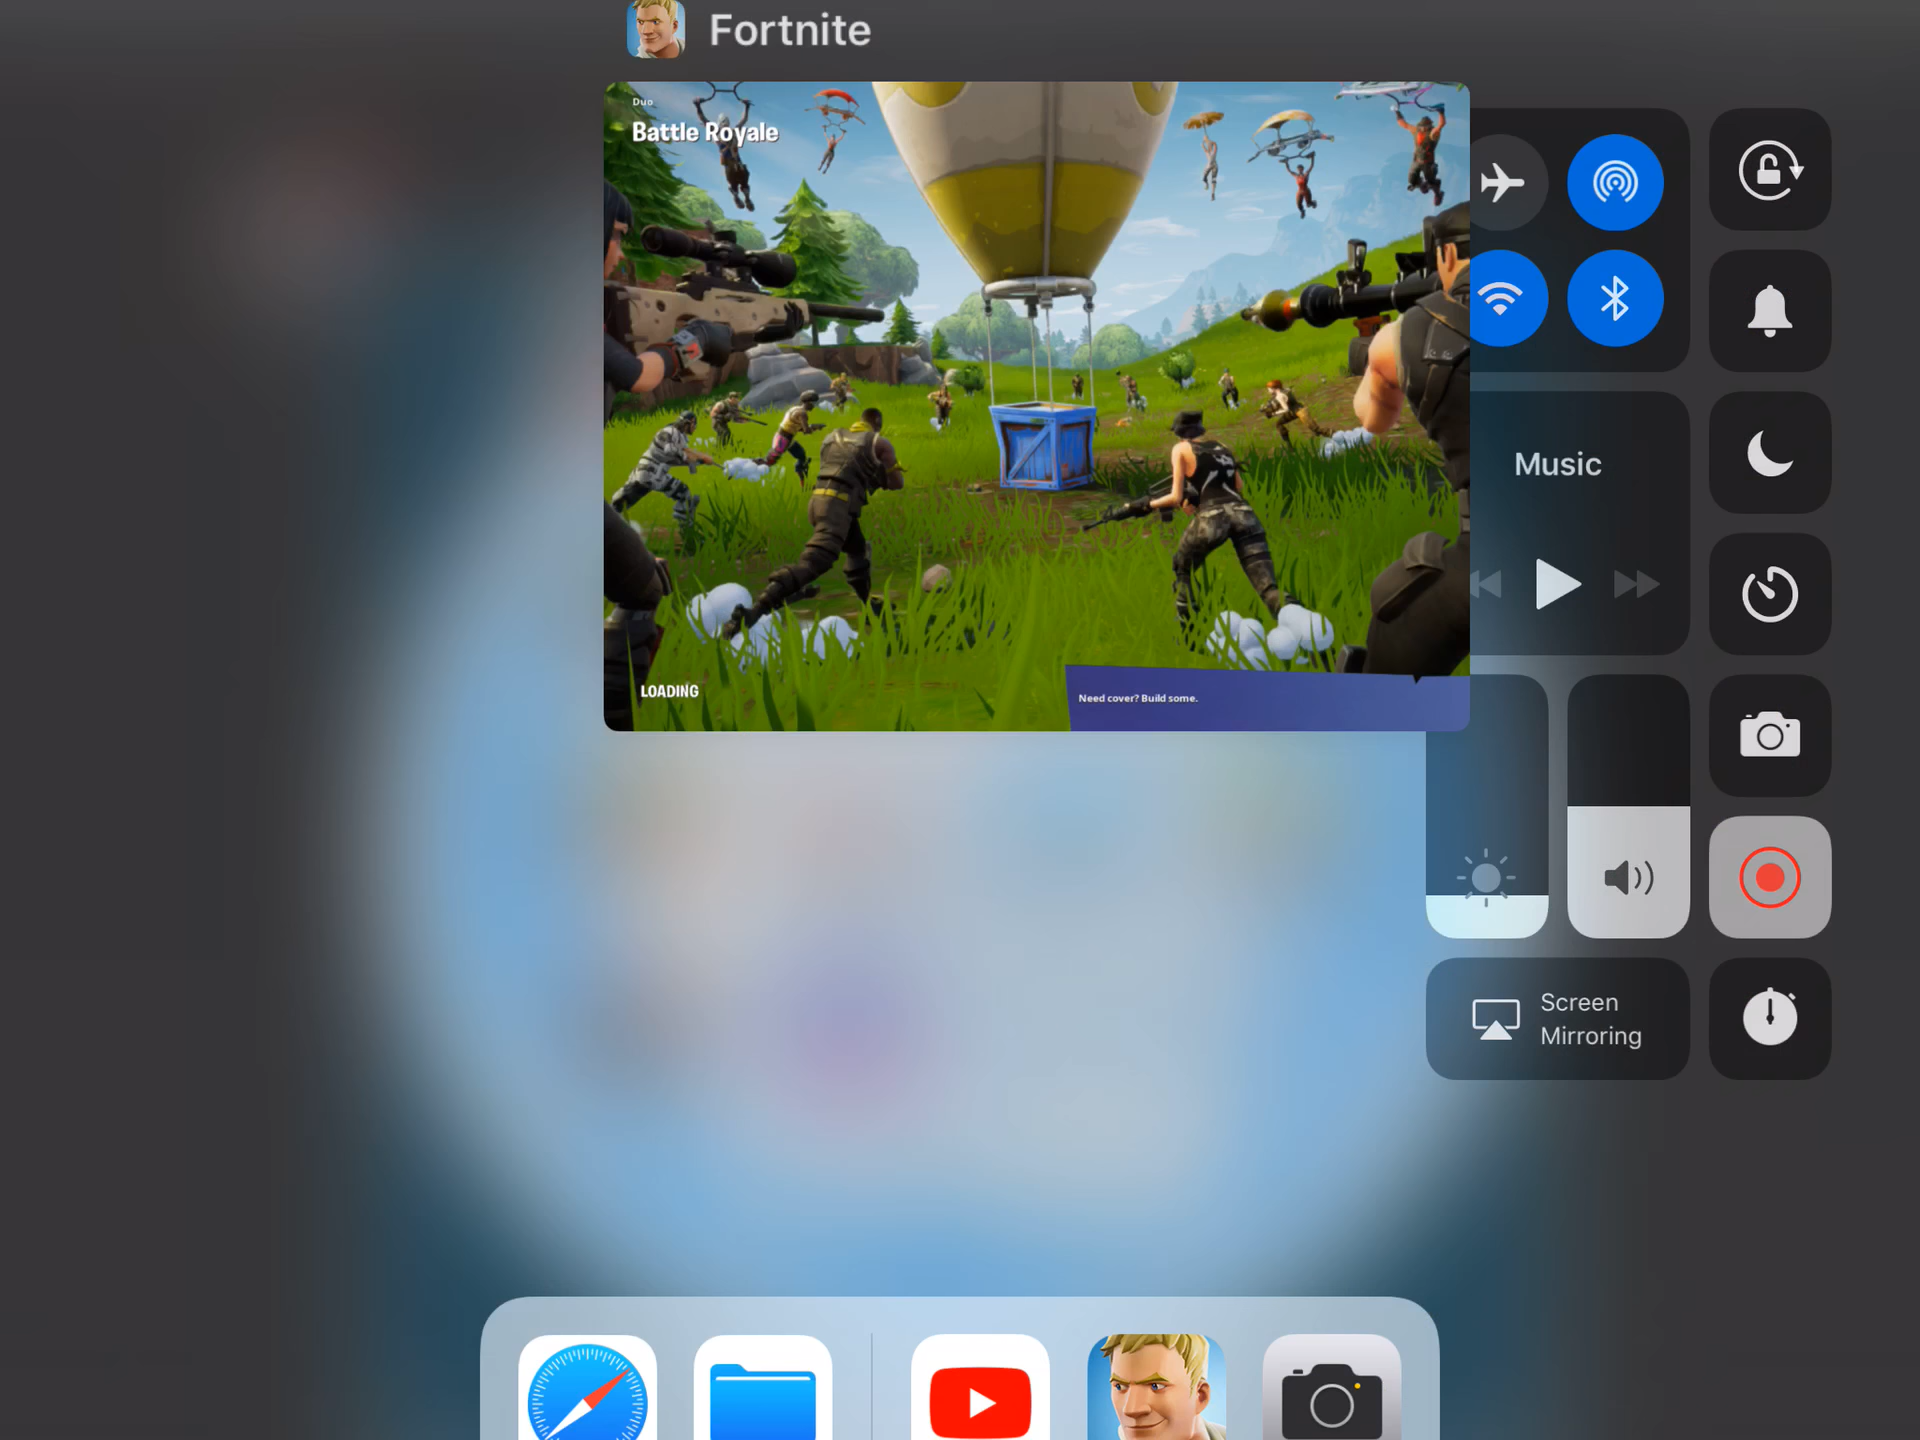 Fortnite
Duo
Battle Royale
Music
LOADING
Need cover? Build some.
Screen
Mirroring